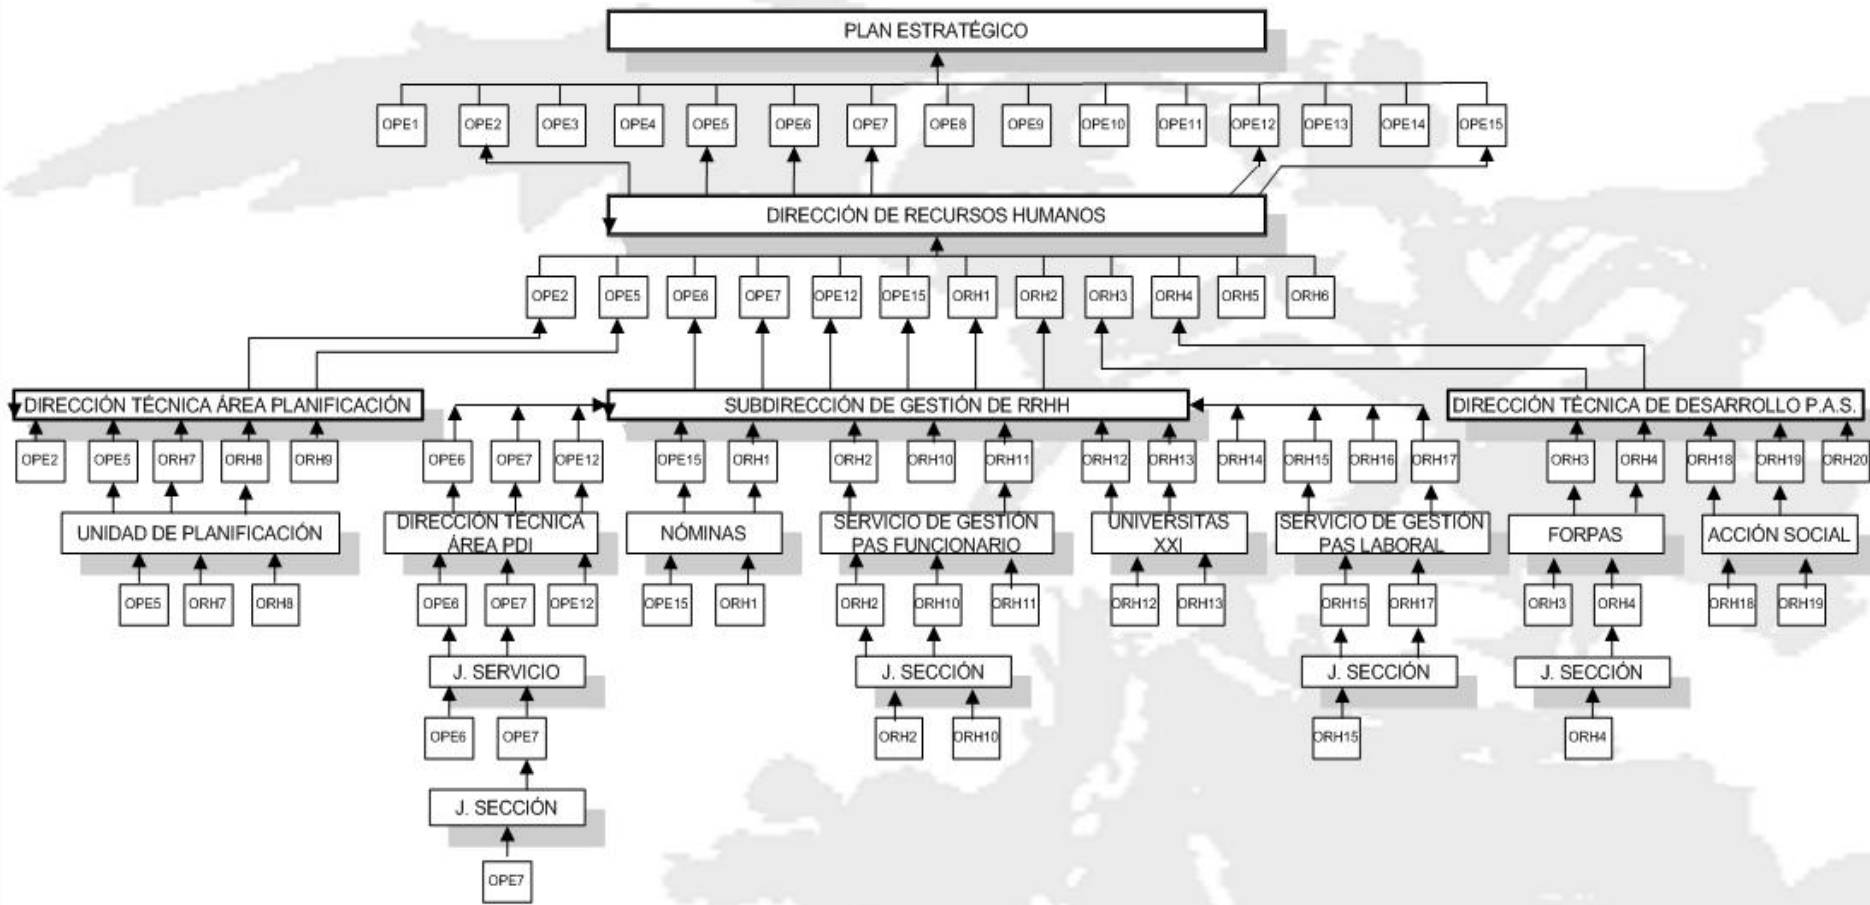 PLAN ESTRATÉGICO
OPE1 OPE2 OPE3 OPE4 OPE5 OPE6 OPE7 OPE8 OPE9 OPE10 OPE11 OPE12 OPE13 OPE14 OPE15
DIRECCIÓN DE RECURSOS HUMANOS
OPE2 OPE5 OPE6 OPE7 OPE12 OPE15 ORH1 ORH2 ORH3 ORH4 ORH5 ORH6
DIRECCIÓN TÉCNICA ÁREA PLANIFICACIÓN
SUBDIRECCIÓN DE GESTIÓN DE RRHH
DIRECCIÓN TÉCNICA DE DESARROLLO P.A.S.
OPE2 OPE5 ORH7 ORH8 ORH9 OPE6 OPE7 OPE12 OPE15 ORH1 ORH2 ORH10 ORH11 ORH12 ORH13 ORH14 ORH15 ORH16 ORH17 ORH3 ORH4 ORH18 ORH19 ORH20
UNIDAD DE PLANIFICACIÓN
DIRECCIÓN TÉCNICA
ÁREA PDI
NÓMINAS
SERVICIO DE GESTIÓN
PAS FUNCIONARIO
UNIVERSITAS
XXI
SERVICIO DE GESTIÓN
PAS LABORAL
FORPAS
ACCIÓN SOCIAL
OPE5 ORH7 ORH8 OPE6 OPE7 OPE12 OPE15 ORH1 ORH2 ORH10 ORH11 ORH12 ORH13 ORH15 ORH17 ORH3 ORH4 ORH18 ORH19
J. SERVICIO
J. SECCIÓN
J. SECCIÓN
J. SECCIÓN
OPE6 OPE7 ORH2 ORH10 ORH15 ORH4
J. SECCIÓN
OPE7